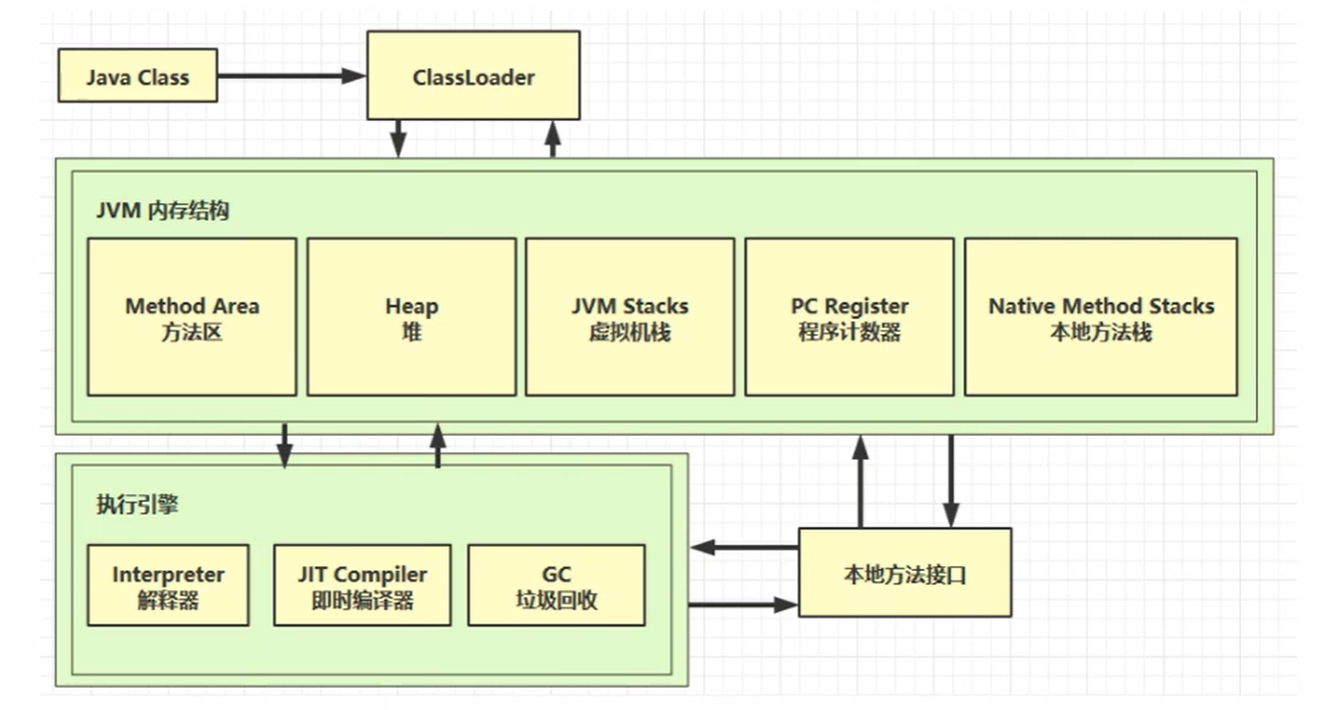 Java Class
ClassLoader
JVM 内存结构
Method Area
方法区
Heap
堆
JVM Stacks
虚拟机栈
PC Register
程序计数器
Native Method Stacks
本地方法栈
执行引擎
Interpreter
解释器
JIT Compiler
即时编译器
GC
垃圾回收
本地方法接口